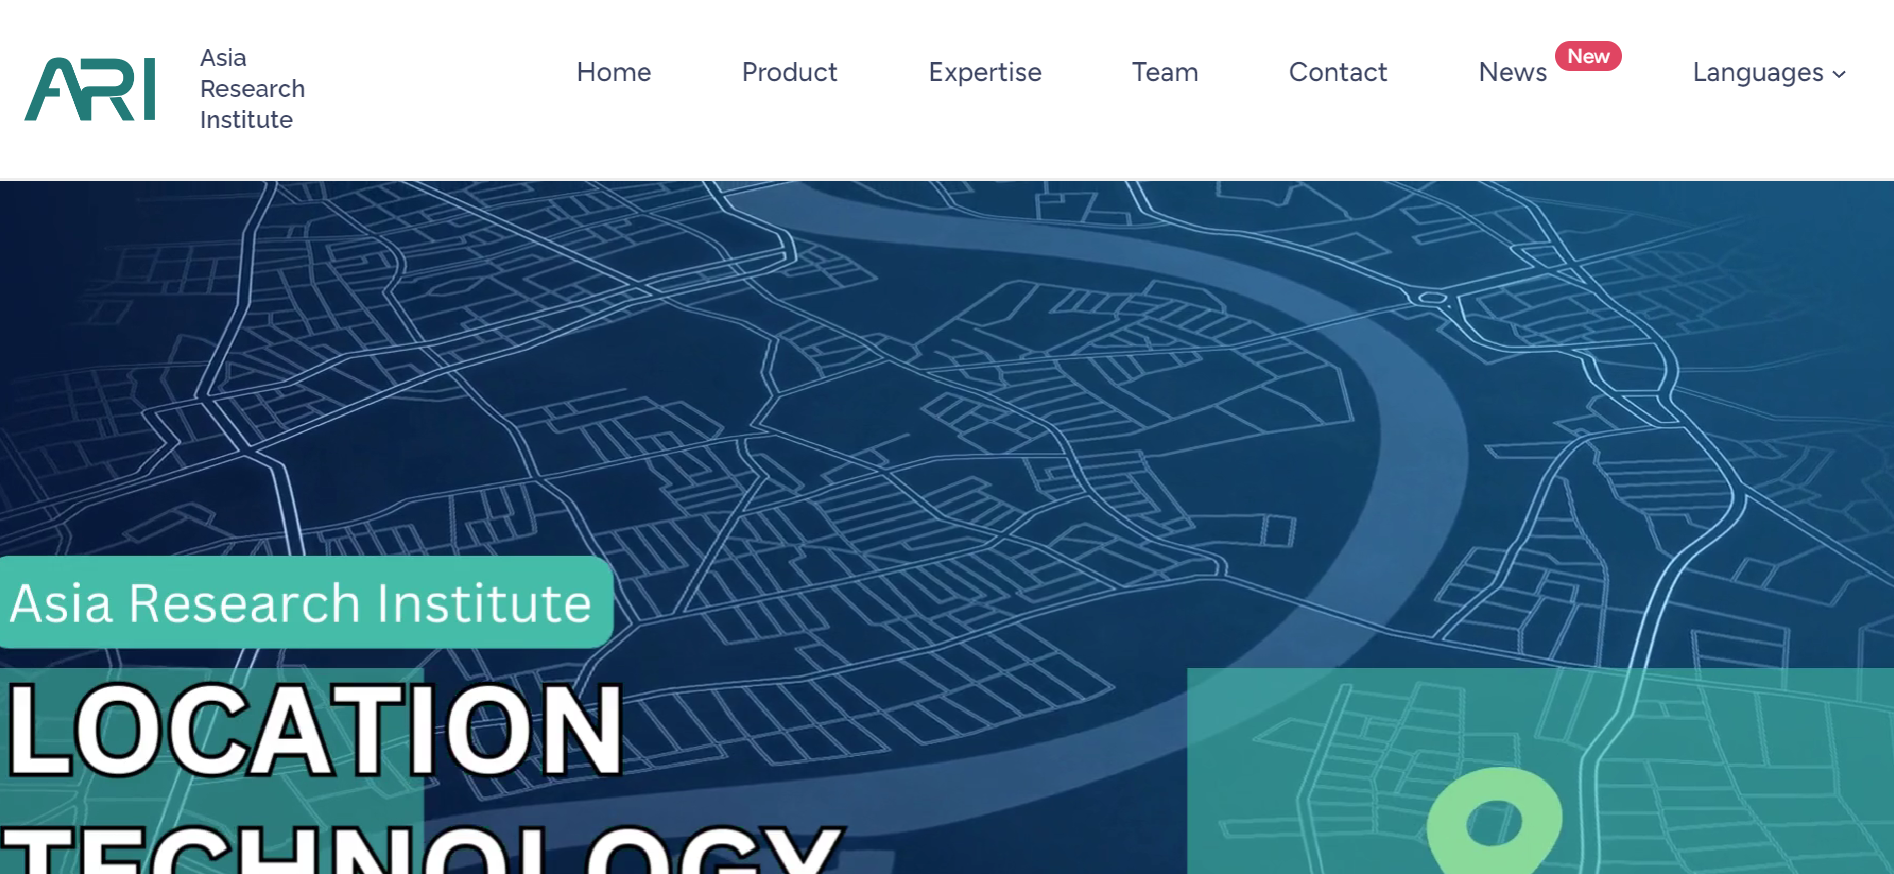 ARI
Asia
Research
Institute
Home
Product
Expertise
Team
Contact
News
New
Languages
Asia Research Institute
LOCATION
TECHNOLOGY